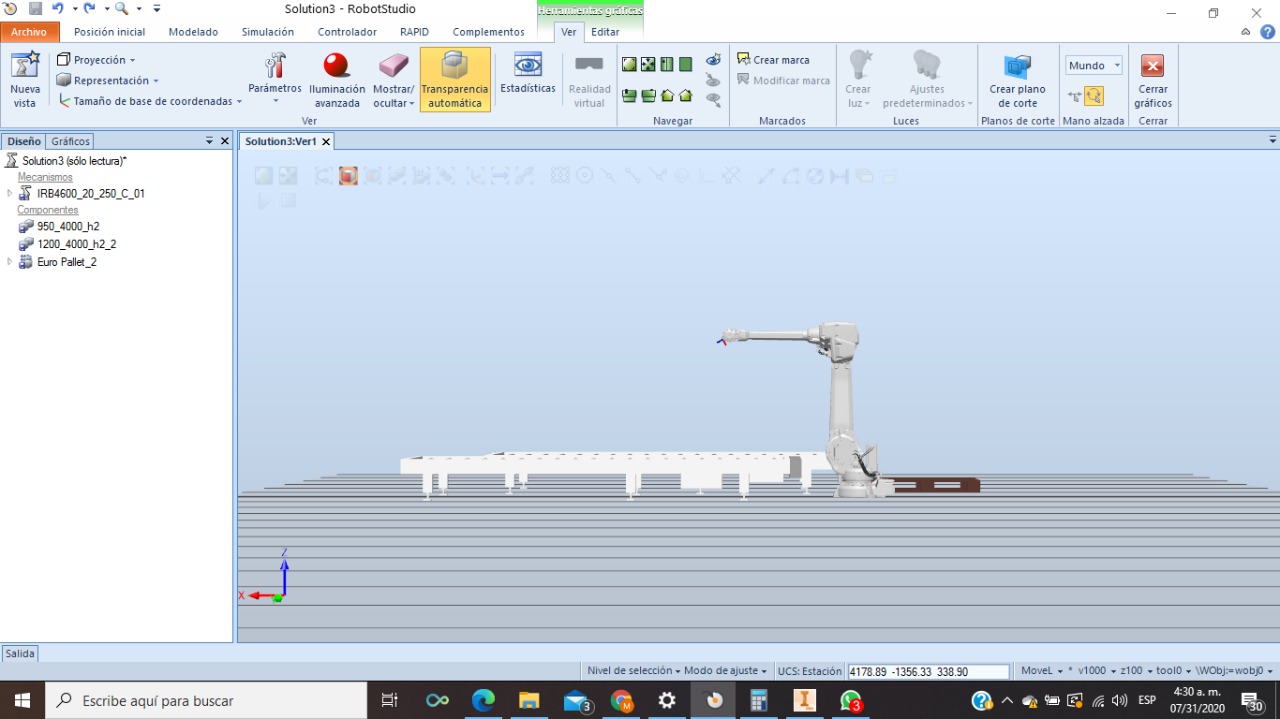 Solution3 - RobotStudio
Herramientas gráficas
Archivo Posición inicial Modelado Simulación Controlador RAPID Complementos Ver Editar
Nueva vista
Proyección
Representación
Tamaño de base de coordenadas
Parámetros
Iluminación avanzada
Mostrar/ocultar
Transparencia automática
Estadísticas
Realidad virtual
Crear marca
Modificar marca
Crear luz
Ajustes predeterminados
Crear plano de corte
Mundo
Cerrar gráficos
Ver Navegar Marcados Luces Planos de corte Mano alzada Cerrar
Diseño Gráficos
Solution3:Ver1
Solution3 (sólo lectura)*
Mecanismos
IRB4600_20_250_C_01
Componentes
950_4000_h2
1200_4000_h2_2
Euro Pallet_2
Z
X
Salida
Nivel de selección Modo de ajuste UCS: Estación 4178.89 -1356.33 338.90 MoveL * v1000 z100 tool0 \WObj:=wobj0
Escribe aquí para buscar
3
M
3
ESP
4:30 a. m.
07/31/2020
30